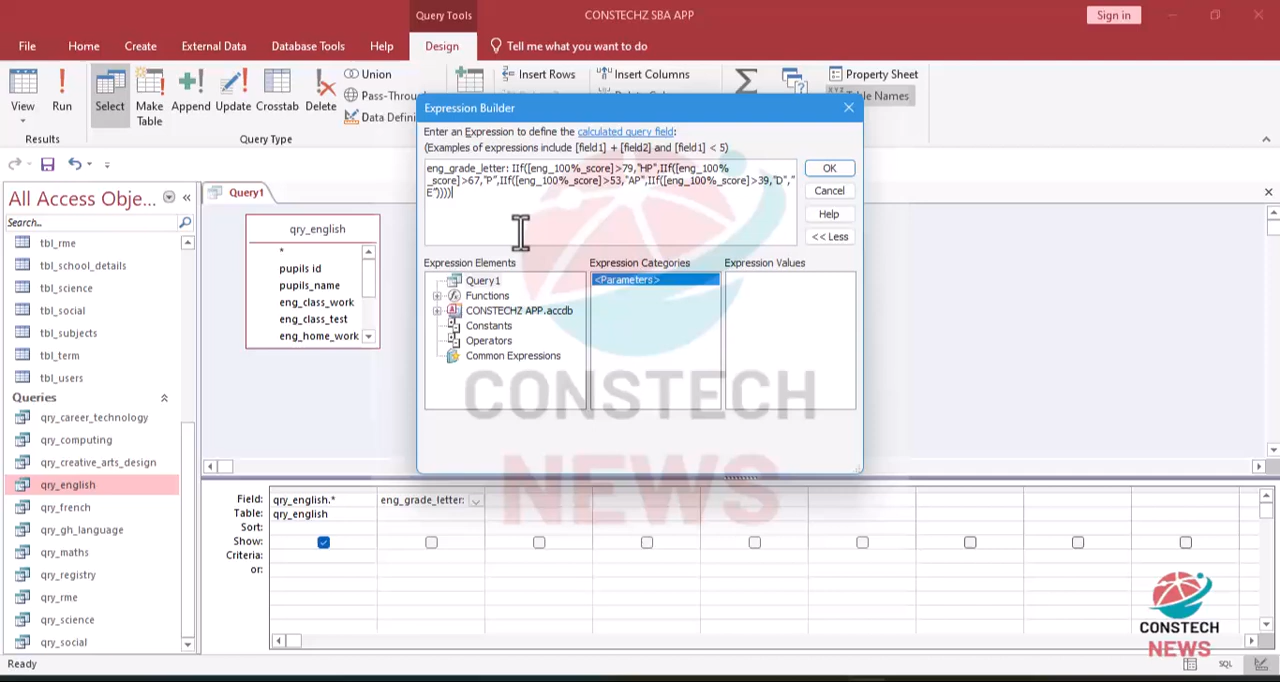 Query Tools
CONSTECHZ SBA APP
Sign in
File Home Create External Data Database Tools Help Design Tell me what you want to do
View
Run
Select
Make Table
Append
Update
Crosstab
Delete
Union
Pass-Throu
Data Defini
Insert Rows
Insert Columns
Property Sheet
Table Names
Results
Query Type
Expression Builder
Enter an Expression to define the calculated query field:
(Examples of expressions include [field1] + [field2] and [field1] < 5)
eng_grade_letter: IIf([eng_100%_score]>79,"HP",IIf([eng_100%
_score]>67,"P",IIf([eng_100%_score]>53,"AP",IIf([eng_100%_score]>39,"D","
E"))))
OK
Cancel
Help
<< Less
Expression Elements
Query1
Functions
CONSTECHZ APP.accdb
Constants
Operators
Common Expressions
Expression Categories
<Parameters>
Expression Values
All Access Obje...
Search...
tbl_rme
tbl_school_details
tbl_science
tbl_social
tbl_subjects
tbl_term
tbl_users
Queries
qry_career_technology
qry_computing
qry_creative_arts_design
qry_english
qry_french
qry_gh_language
qry_maths
qry_registry
qry_rme
qry_science
qry_social
Query1
qry_english
*
pupils id
pupils_name
eng_class_work
eng_class_test
eng_home_work
CONSTECH
NEWS
Field: qry_english.* eng_grade_letter:
Table: qry_english
Sort:
Show:
Criteria:
or:
CONSTECH
NEWS
Ready
SQL